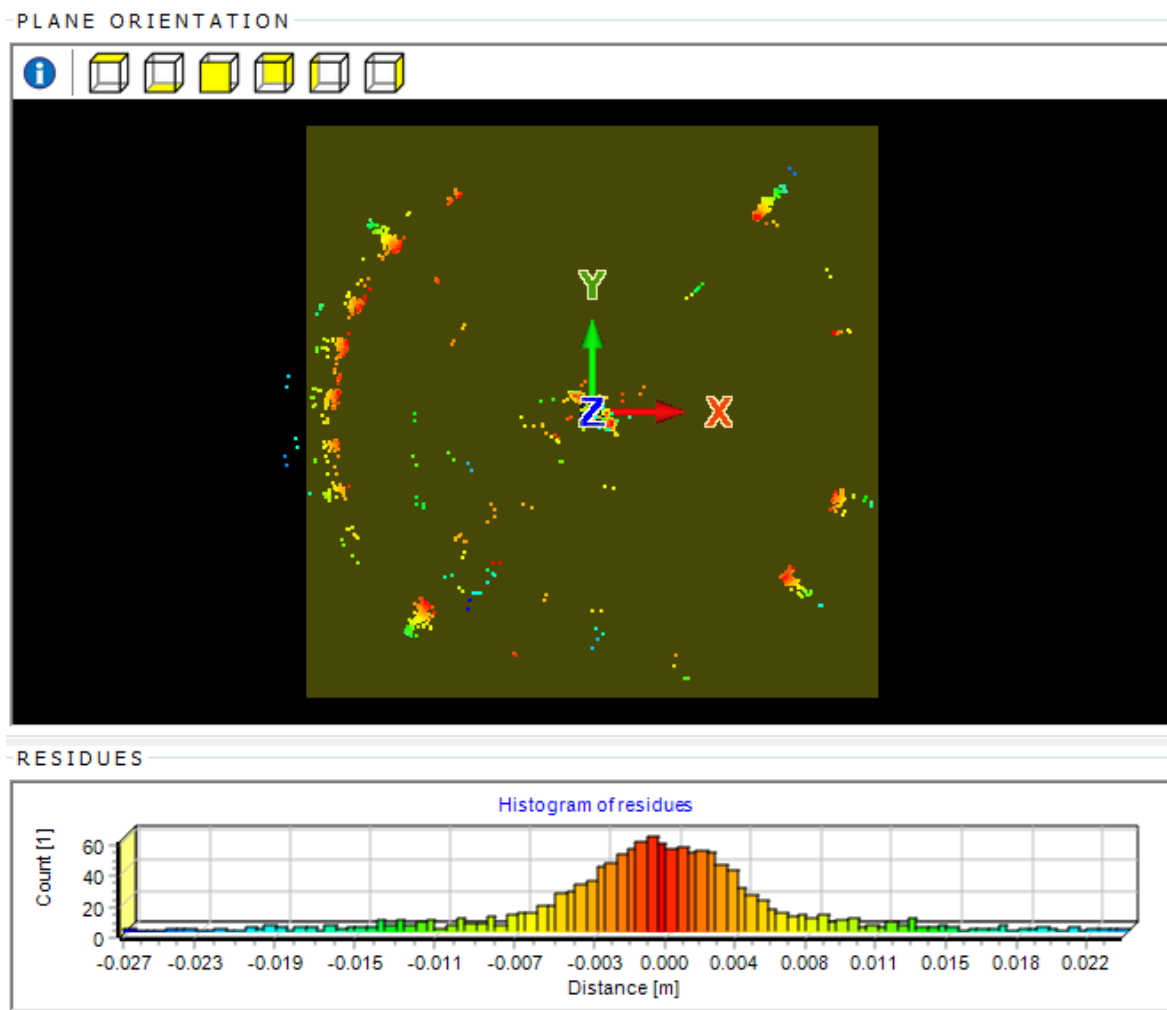 PLANE ORIENTATION
i
Y
Z X
RESIDUES
Histogram of residues
Count [1]
60
40
20
0
-0.027 -0.023 -0.019 -0.015 -0.011 -0.007 -0.003 0.000 0.004 0.008 0.011 0.015 0.018 0.022
Distance [m]